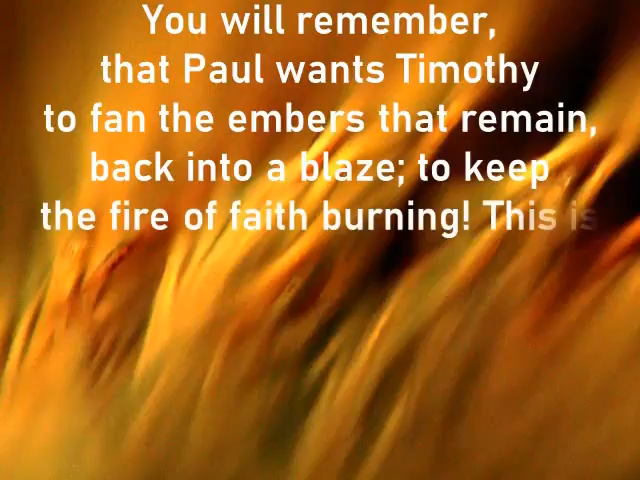 You will remember,
that Paul wants Timothy
to fan the embers that remain,
back into a blaze; to keep
the fire of faith burning! This is